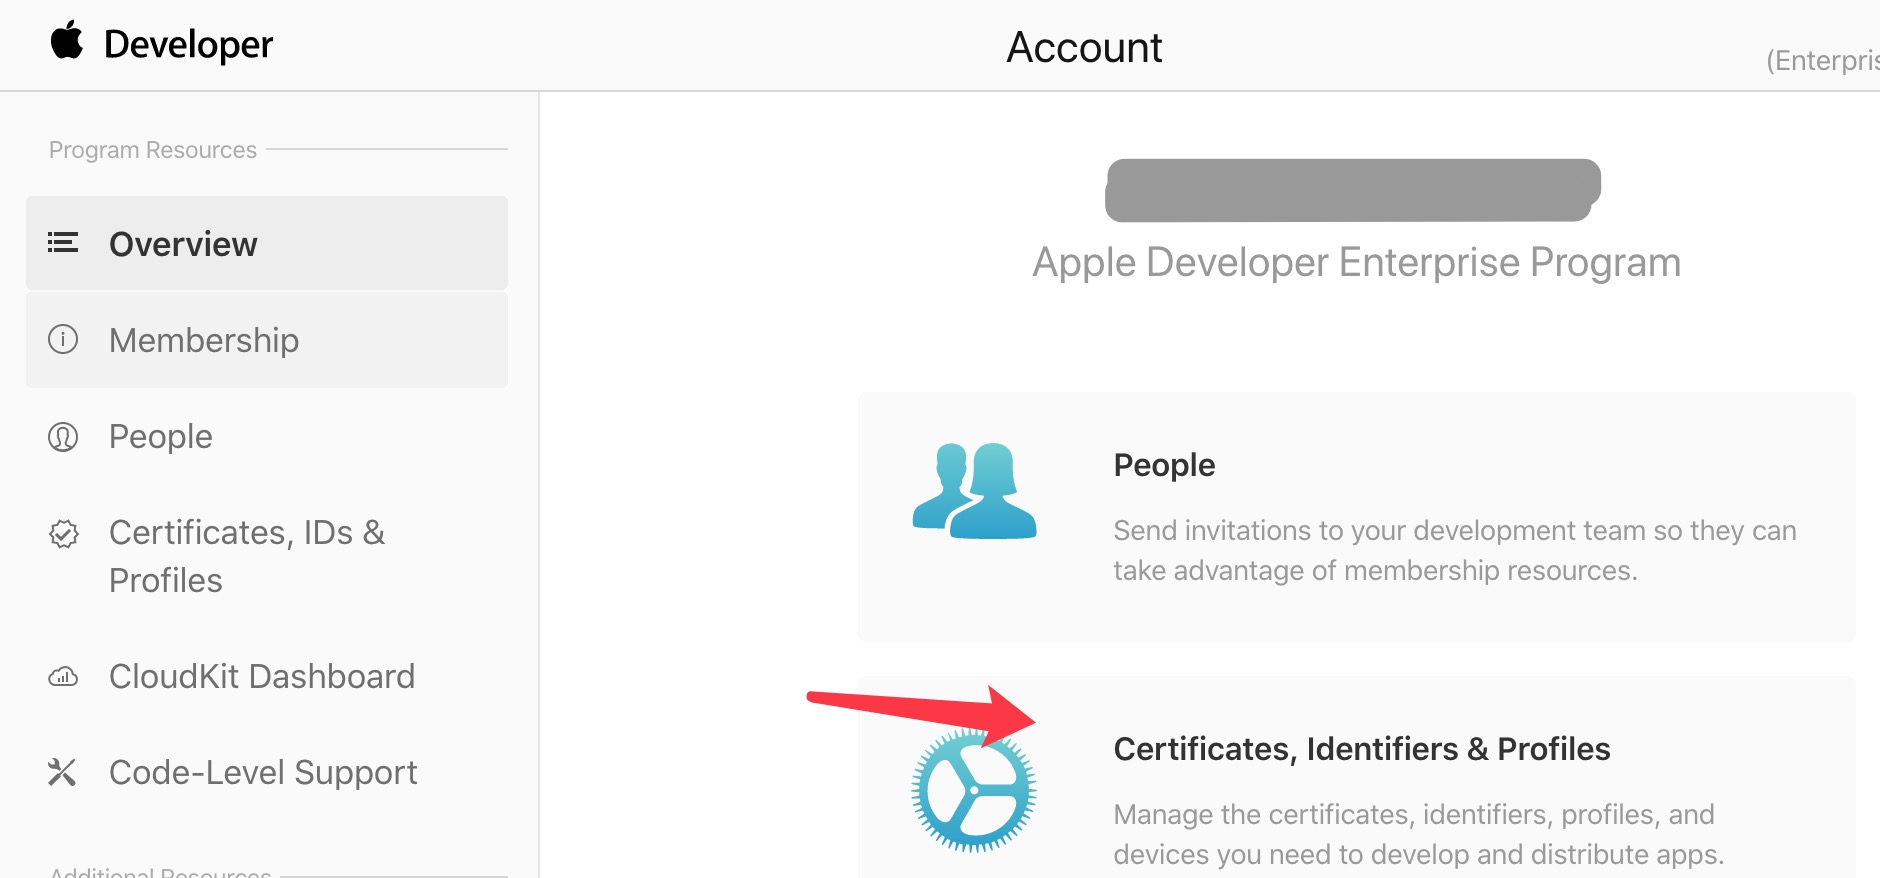 Developer
Account
(Enterpris
Program Resources
Overview
Membership
People
Certificates, IDs &
Profiles
CloudKit Dashboard
Code-Level Support
Additional Resources
Apple Developer Enterprise Program
People
Send invitations to your development team so they can
take advantage of membership resources.
Certificates, Identifiers & Profiles
Manage the certificates, identifiers, profiles, and
devices you need to develop and distribute apps.